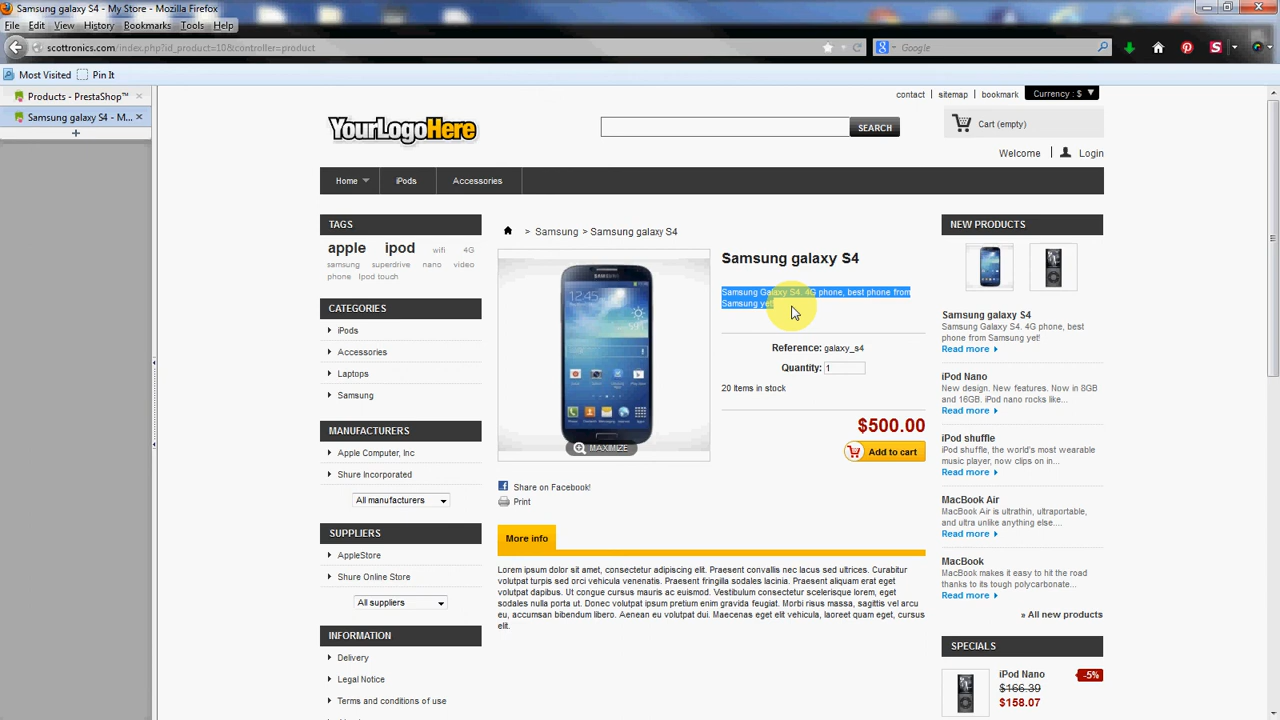 Samsung galaxy S4 - My Store - Mozilla Firefox
File Edit View History Bookmarks Tools Help
scottronics.com/index.php?id_product=10&controller=product
Google
Most Visited Pin It
Products - PrestaShop™
Samsung galaxy S4 - M...
contact sitemap bookmark Currency : $
YourLogoHere
SEARCH
Cart (empty)
Welcome Login
Home iPods Accessories
TAGS
apple ipod wifi 4G
samsung superdrive nano video
phone Ipod touch
CATEGORIES
iPods
Accessories
Laptops
Samsung
MANUFACTURERS
Apple Computer, Inc
Shure Incorporated
All manufacturers
SUPPLIERS
AppleStore
Shure Online Store
All suppliers
INFORMATION
Delivery
Legal Notice
Terms and conditions of use
> Samsung > Samsung galaxy S4
SAMSUNG
12:45
MAXIMIZE
Share on Facebook!
Print
Samsung galaxy S4
Samsung Galaxy S4. 4G phone, best phone from
Samsung yet!
Reference: galaxy_s4
Quantity: 1
20 Items in stock
$500.00
Add to cart
More info
Lorem ipsum dolor sit amet, consectetur adipiscing elit. Praesent convallis nec lacus sed ultrices. Curabitur
volutpat turpis sed orci vehicula venenatis. Praesent fringilla sodales lacinia. Praesent aliquam erat eget
volutpat dapibus. Ut congue cursus mauris ac euismod. Vestibulum consectetur scelerisque lorem, eget
sodales nulla porta ut. Donec volutpat pretium enim gravida feugiat. Morbi risus massa, sagittis vel arcu
eu, accumsan bibendum libero. Aenean eu volutpat dui. Maecenas eget elit vehicula, laoreet quam eget, cursus
elit.
NEW PRODUCTS
Samsung galaxy S4
Samsung Galaxy S4. 4G phone, best
phone from Samsung yet!
Read more
iPod Nano
New design. New features. Now in 8GB
and 16GB. iPod nano rocks like...
Read more
iPod shuffle
iPod shuffle, the world's most wearable
music player, now clips on in...
Read more
MacBook Air
MacBook Air is ultrathin, ultraportable,
and ultra unlike anything else....
Read more
MacBook
MacBook makes it easy to hit the road
thanks to its tough polycarbonate...
Read more
» All new products
SPECIALS
iPod Nano -5%
$166.39
$158.07